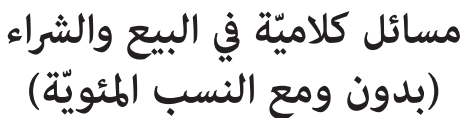 مسائل كلاميّة في البيع والشراء
(بدون ومع النسب المئويّة)